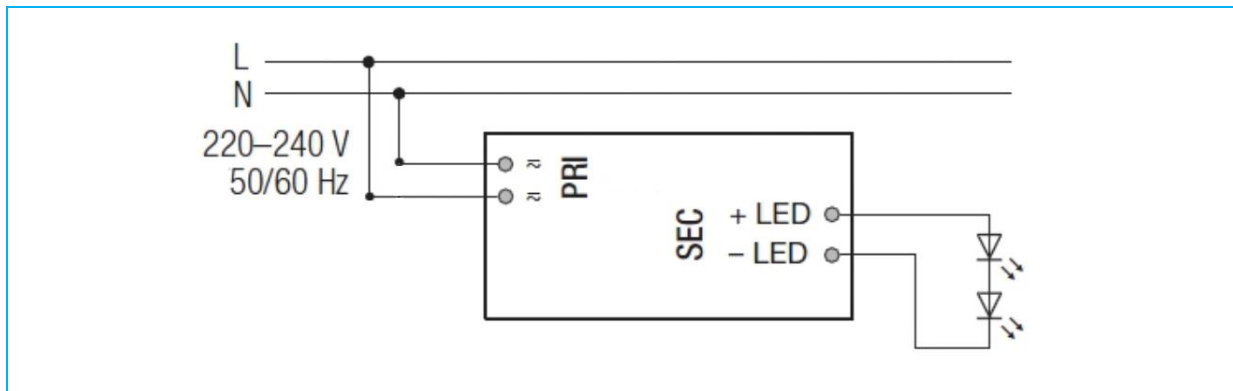 L
N
220–240 V
50/60 Hz
≂
≂
PRI
SEC
+ LED
– LED